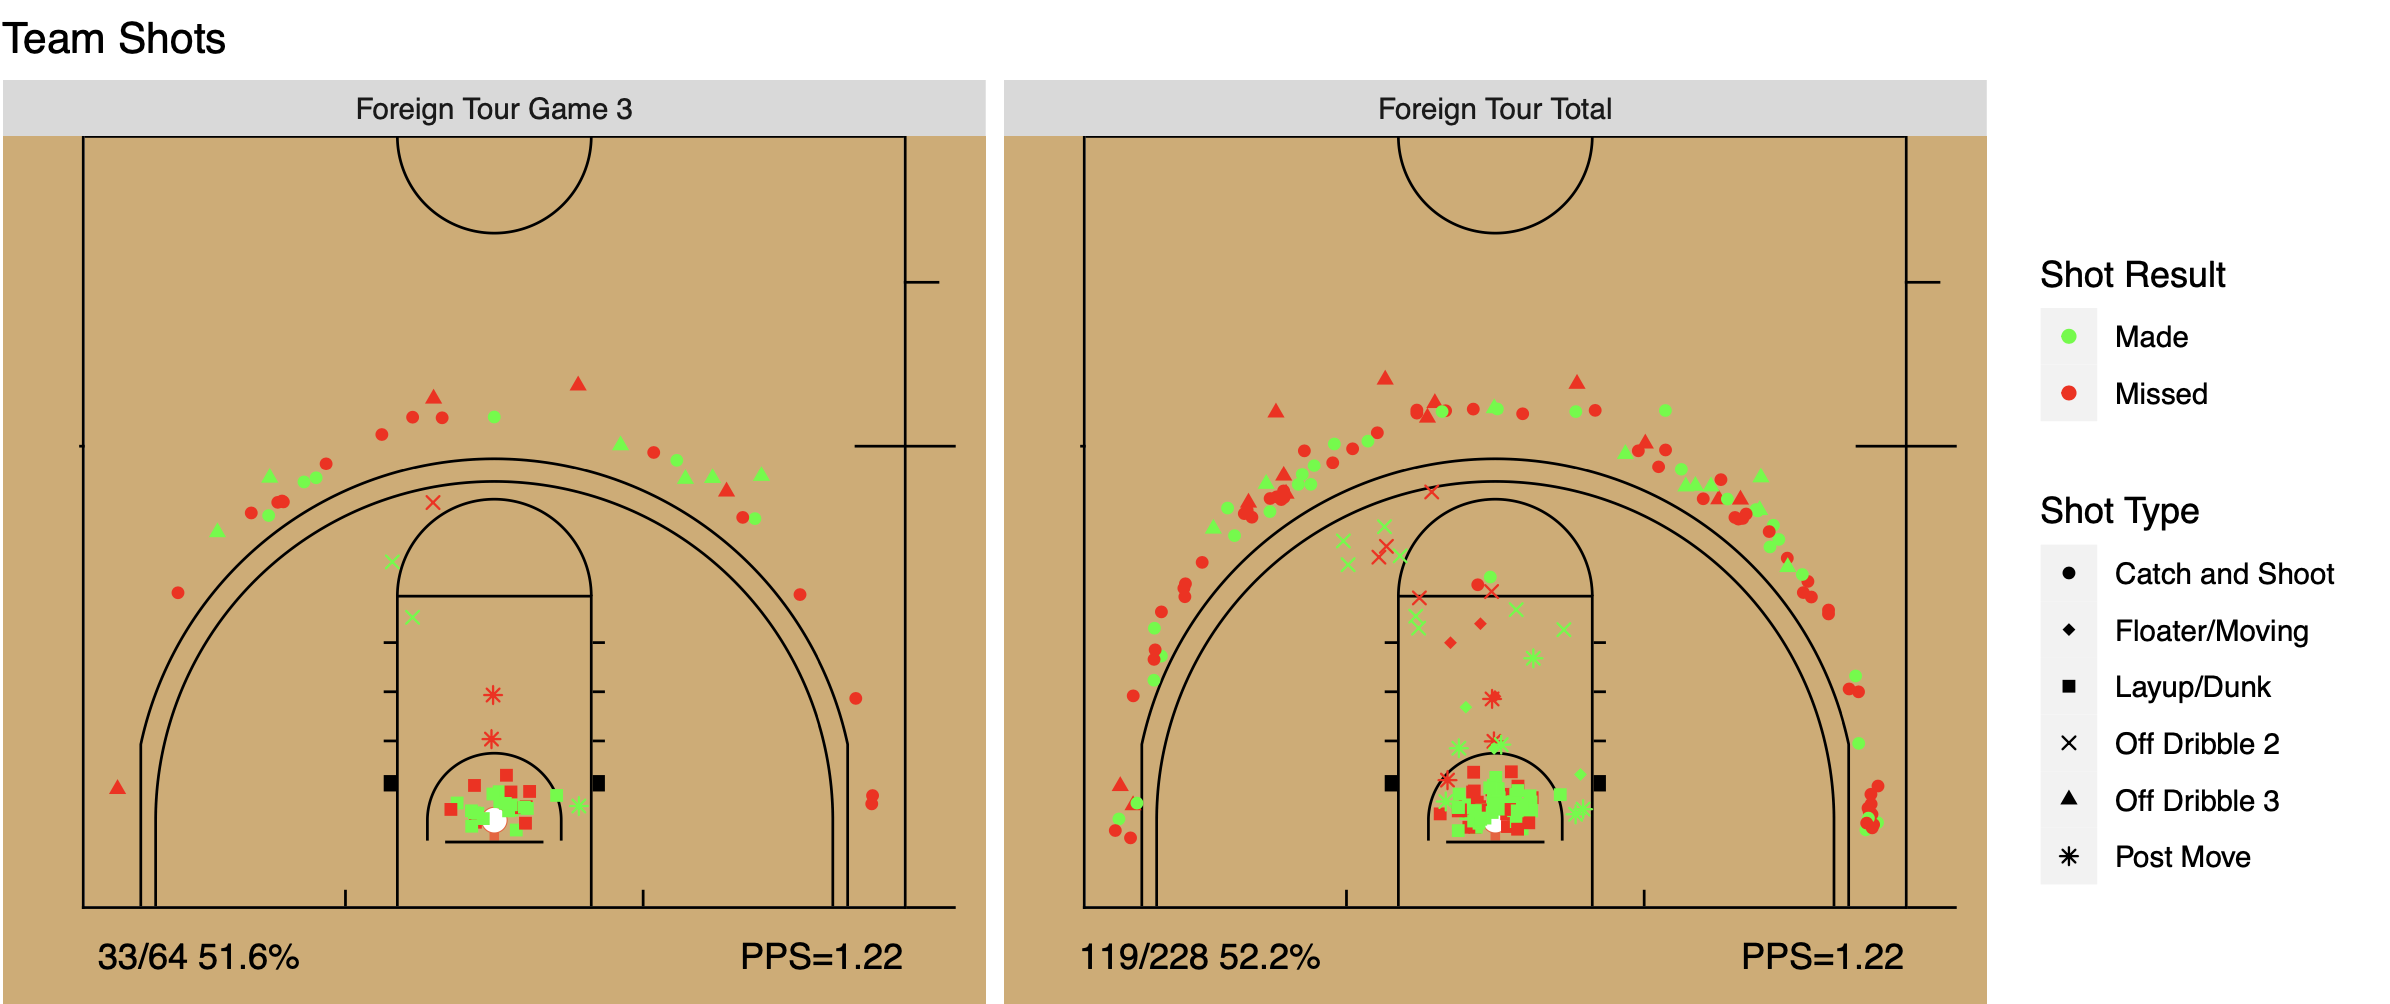 Team Shots
Foreign Tour Game 3
Foreign Tour Total
33/64 51.6%
PPS=1.22
119/228 52.2%
PPS=1.22
Shot Result
Made
Missed
Shot Type
Catch and Shoot
Floater/Moving
Layup/Dunk
Off Dribble 2
Off Dribble 3
Post Move